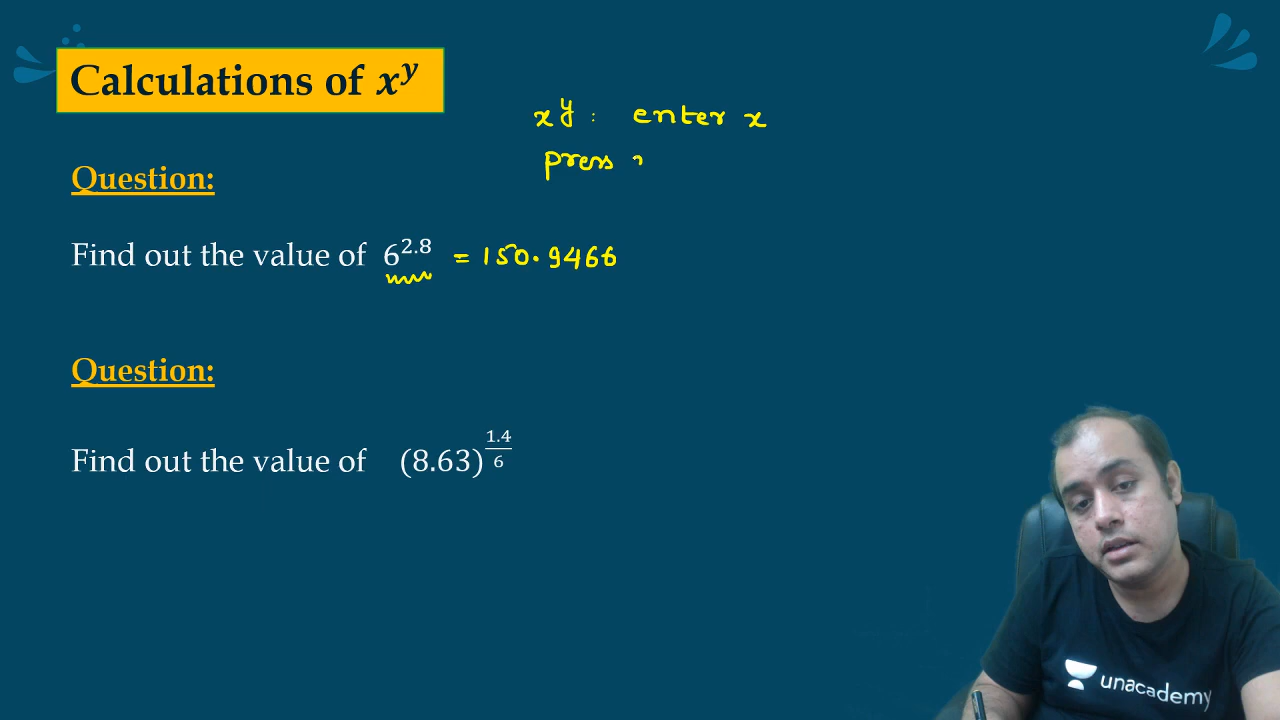 Calculations of x^y
x^y : enter x
press
Question:
Find out the value of 6^2.8 = 150.9466
Question:
Find out the value of (8.63)^1.4/6
unacademy